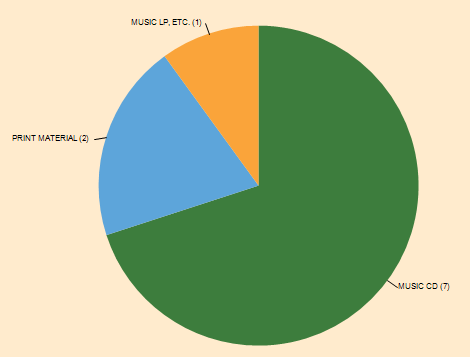 MUSIC LP, ETC. (1)
PRINT MATERIAL (2)
MUSIC CD (7)